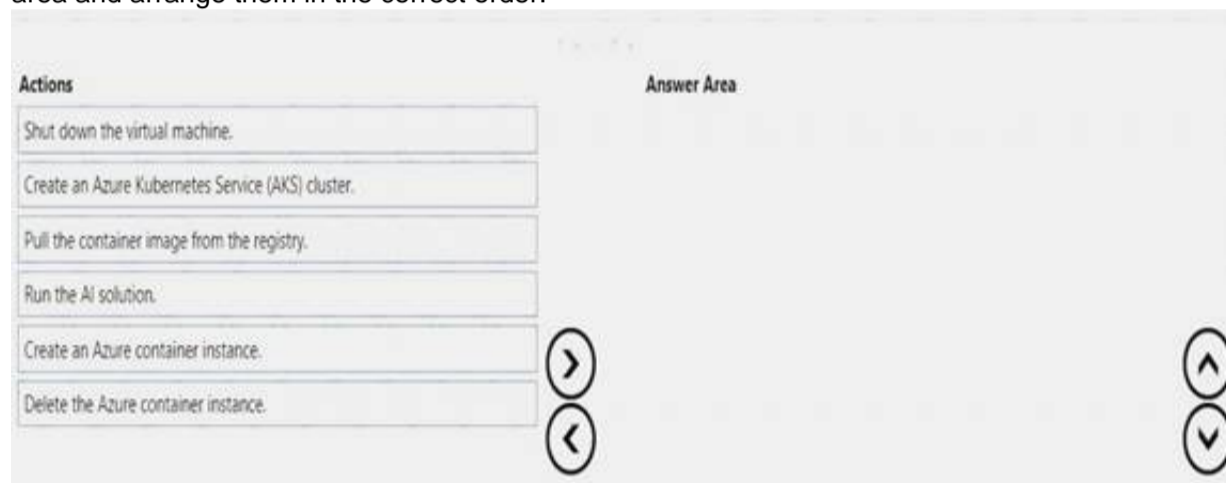 area and arrange them in the correct order.
Actions
Answer Area
Shut down the virtual machine.
Create an Azure Kubernetes Service (AKS) cluster.
Pull the container image from the registry.
Run the AI solution.
Create an Azure container instance.
Delete the Azure container instance.